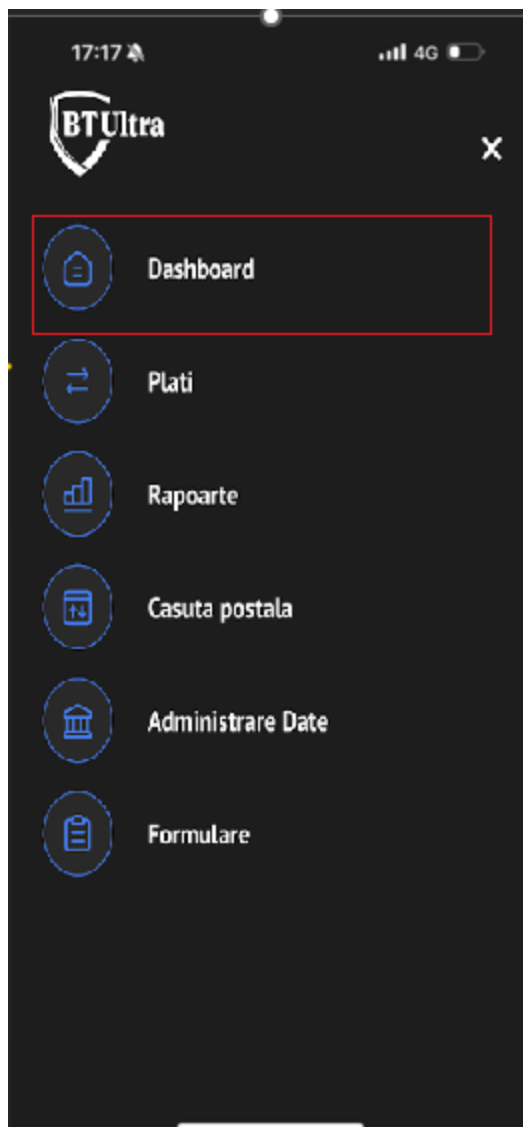 17:17
4G
BTUltra
X
Dashboard
Plati
Rapoarte
Casuta postala
Administrare Date
Formulare